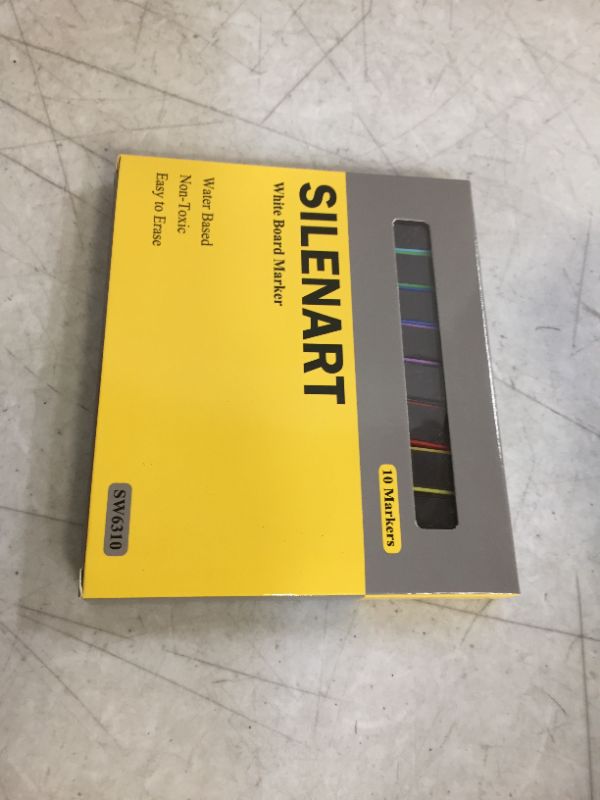 10 Markers
SILENART
White Board Marker
Water Based
Non-Toxic
Easy to Erase
SW6310